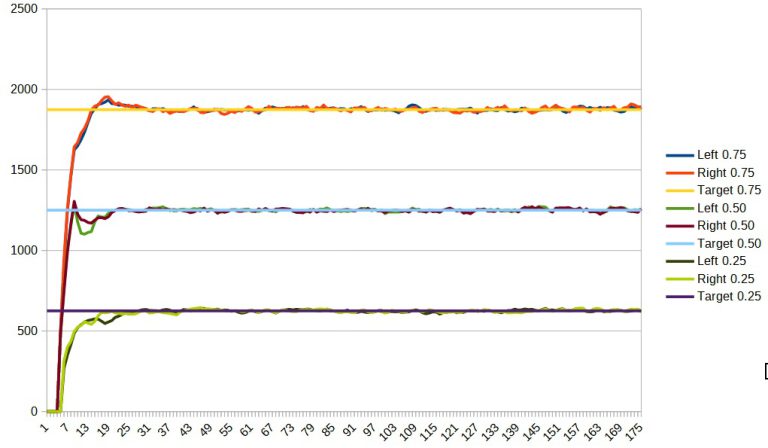 2500
2000
1500
1000
500
0
1 7 13 19 25 31 37 43 49 55 61 67 73 79 85 91 97 103 109 115 121 127 133 139 145 151 157 163 169 175
Left 0.75
Right 0.75
Target 0.75
Left 0.50
Right 0.50
Target 0.50
Left 0.25
Right 0.25
Target 0.25